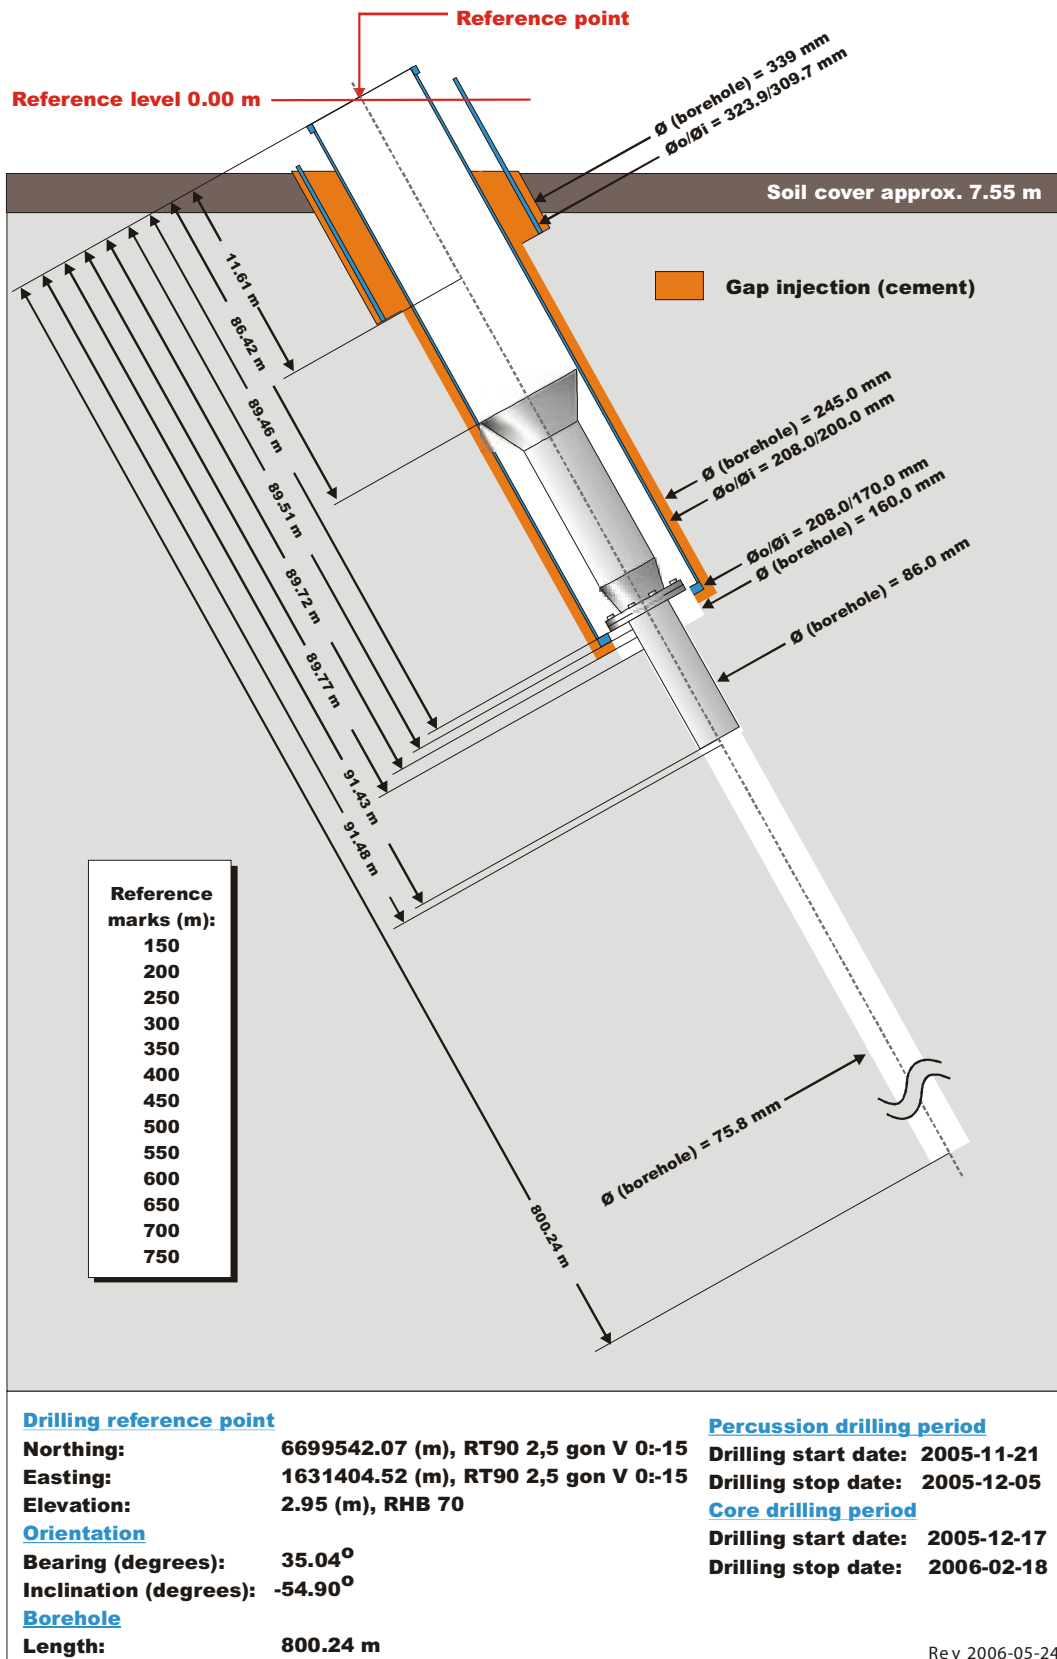 Reference point
Reference level 0.00 m
Ø (borehole) = 339 mm
Øo/Øi = 323.9/309.7 mm
Soil cover approx. 7.55 m
Gap injection (cement)
11.61 m
86.42 m
89.46 m
89.51 m
89.72 m
89.77 m
91.43 m
91.48 m
800.24 m
Ø (borehole) = 245.0 mm
Øo/Øi = 208.0/200.0 mm
Øo/Øi = 208.0/170.0 mm
Ø (borehole) = 160.0 mm
Ø (borehole) = 86.0 mm
Ø (borehole) = 75.8 mm
Reference
marks (m):
150
200
250
300
350
400
450
500
550
600
650
700
750
Drilling reference point
Northing: 6699542.07 (m), RT90 2,5 gon V 0:-15
Easting: 1631404.52 (m), RT90 2,5 gon V 0:-15
Elevation: 2.95 (m), RHB 70
Orientation
Bearing (degrees): 35.04°
Inclination (degrees): -54.90°
Borehole
Length: 800.24 m
Percussion drilling period
Drilling start date: 2005-11-21
Drilling stop date: 2005-12-05
Core drilling period
Drilling start date: 2005-12-17
Drilling stop date: 2006-02-18
Rev 2006-05-24